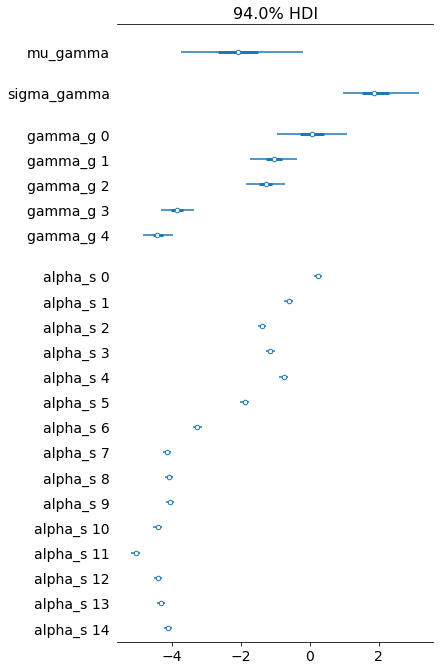 94.0% HDI
mu_gamma
sigma_gamma
gamma_g 0
gamma_g 1
gamma_g 2
gamma_g 3
gamma_g 4
alpha_s 0
alpha_s 1
alpha_s 2
alpha_s 3
alpha_s 4
alpha_s 5
alpha_s 6
alpha_s 7
alpha_s 8
alpha_s 9
alpha_s 10
alpha_s 11
alpha_s 12
alpha_s 13
alpha_s 14
−4 −2 0 2